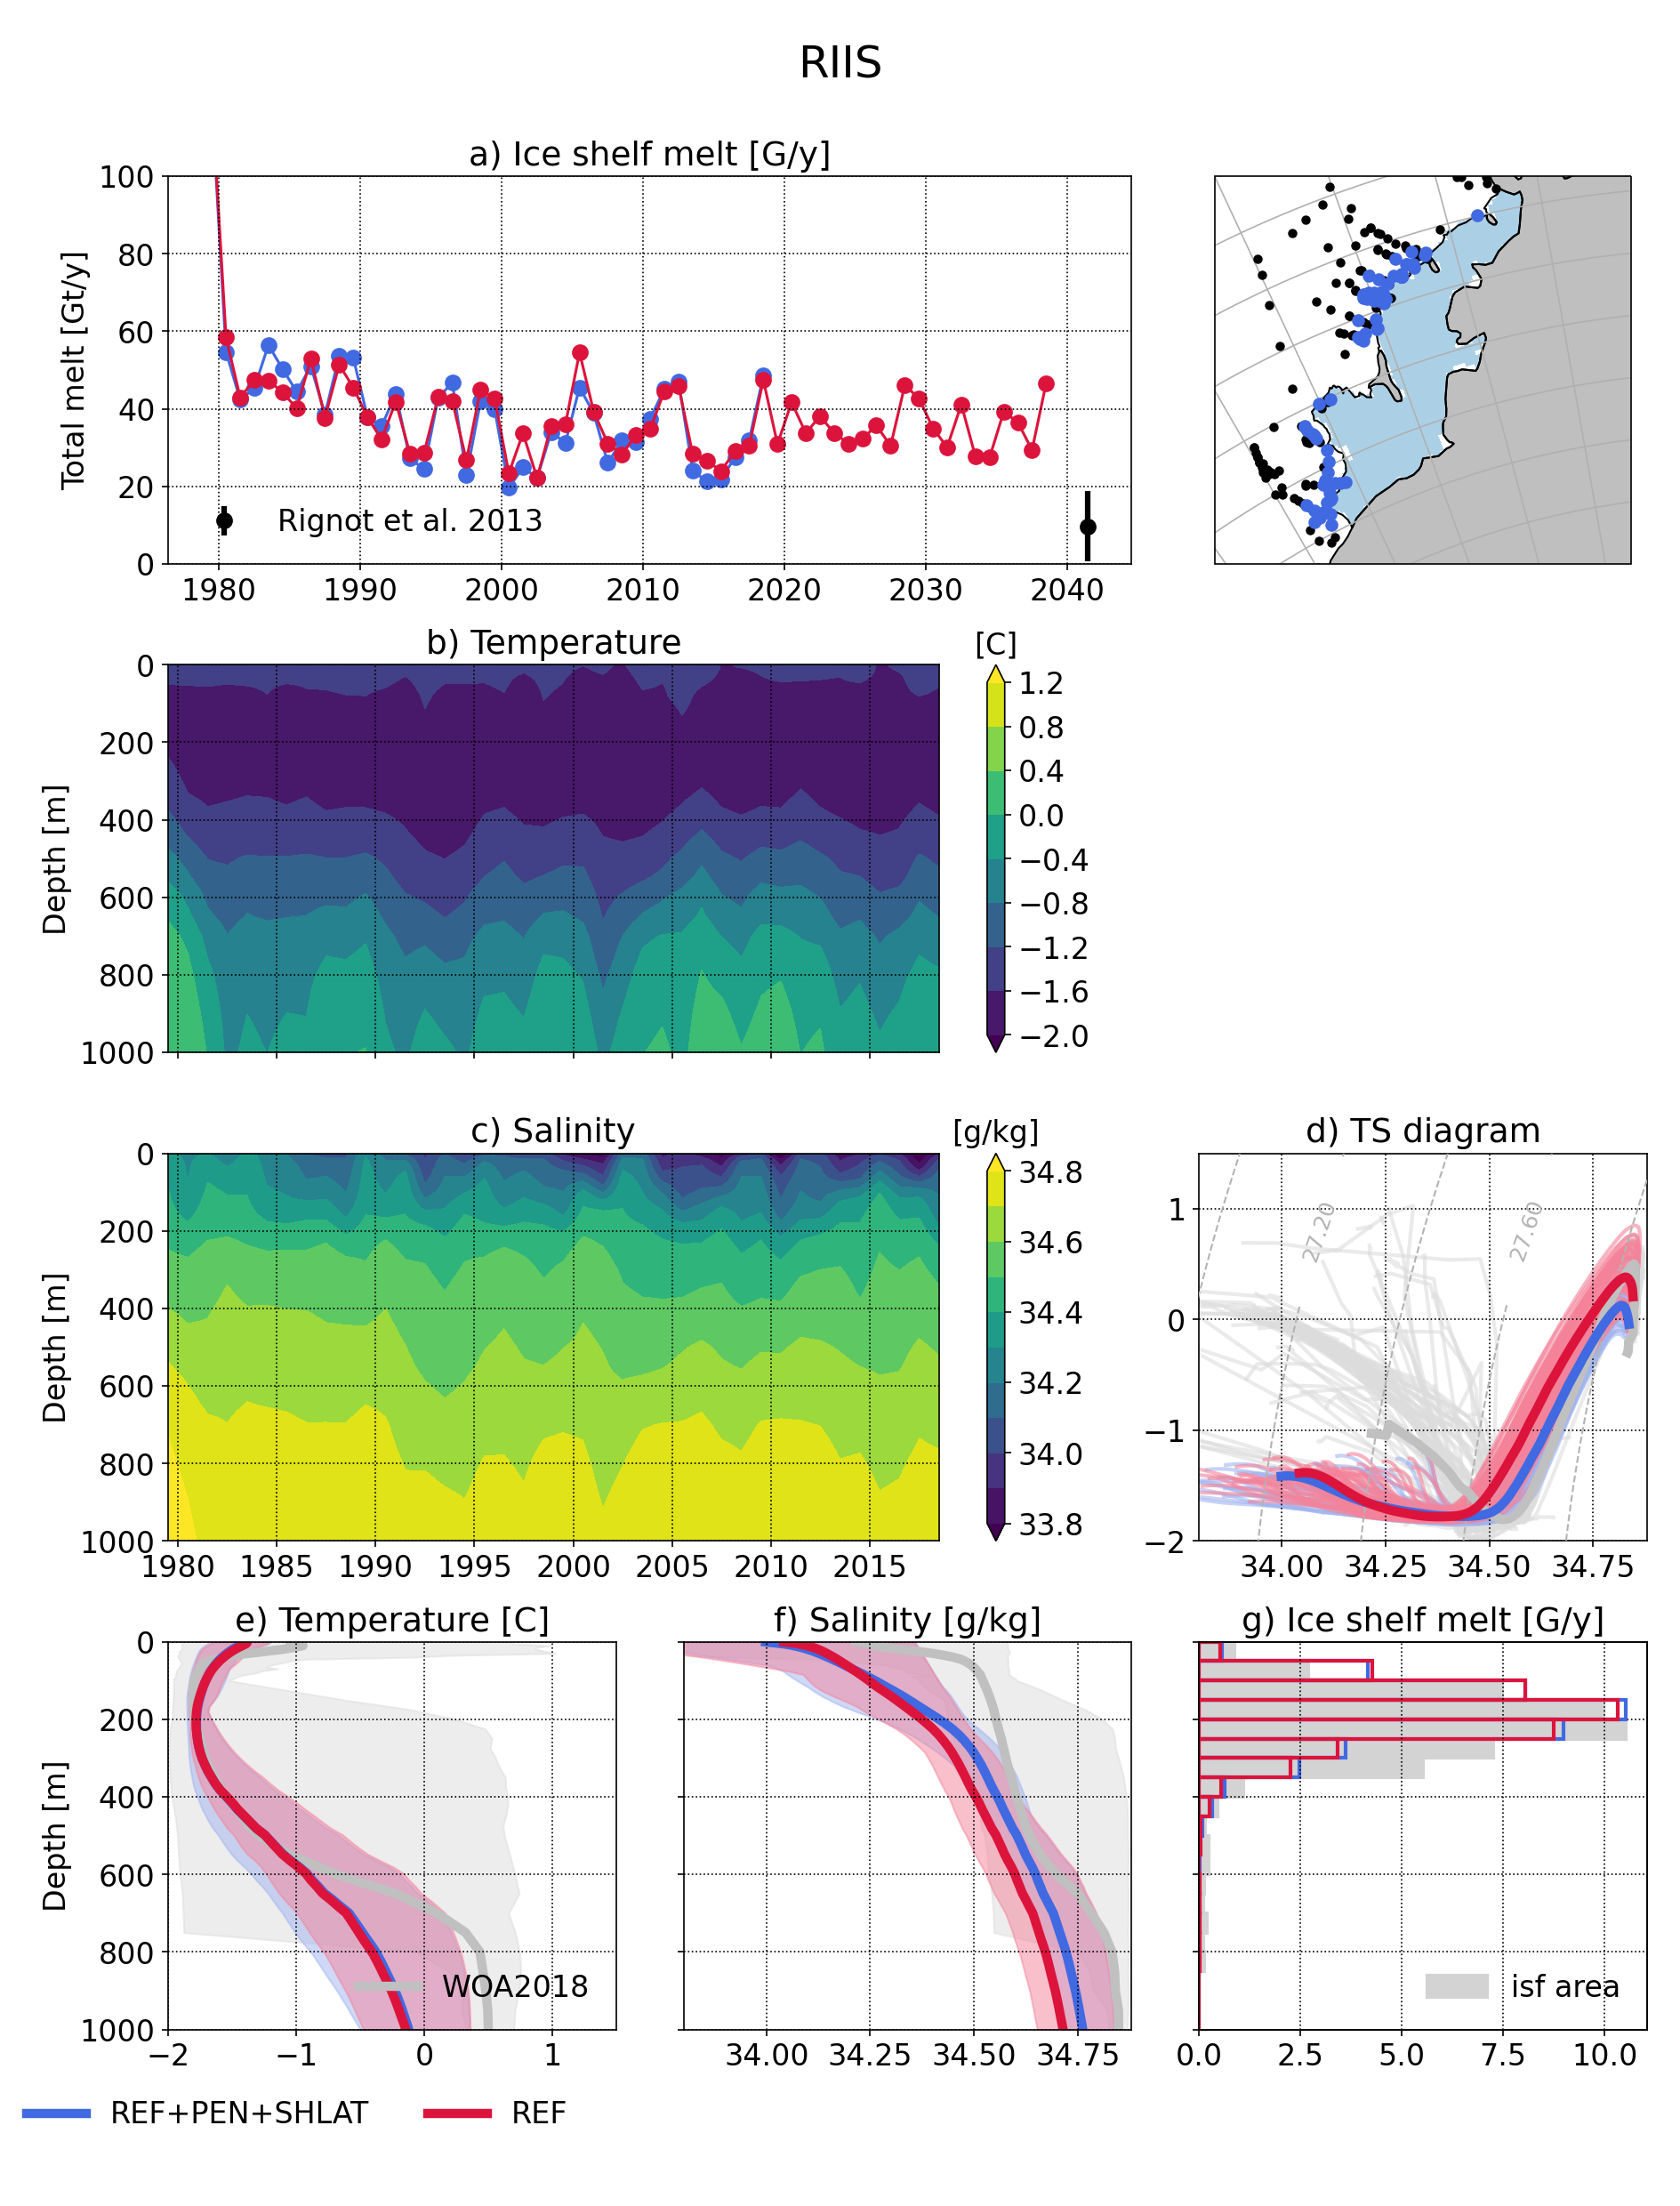 RIIS
a) Ice shelf melt [G/y]
Total melt [Gt/y]
100
80
60
40
20
0
Rignot et al. 2013
1980 1990 2000 2010 2020 2030 2040
b) Temperature
[C]
Depth [m]
0
200
400
600
800
1000
1.2
0.8
0.4
0.0
−0.4
−0.8
−1.2
−1.6
−2.0
c) Salinity
[g/kg]
Depth [m]
0
200
400
600
800
1000
1980 1985 1990 1995 2000 2005 2010 2015
34.8
34.6
34.4
34.2
34.0
33.8
d) TS diagram
1
0
−1
−2
27.20
27.60
34.00 34.25 34.50 34.75
e) Temperature [C]
Depth [m]
0
200
400
600
800
1000
WOA2018
−2 −1 0 1
f) Salinity [g/kg]
34.00 34.25 34.50 34.75
g) Ice shelf melt [G/y]
isf area
0.0 2.5 5.0 7.5 10.0
REF+PEN+SHLAT REF